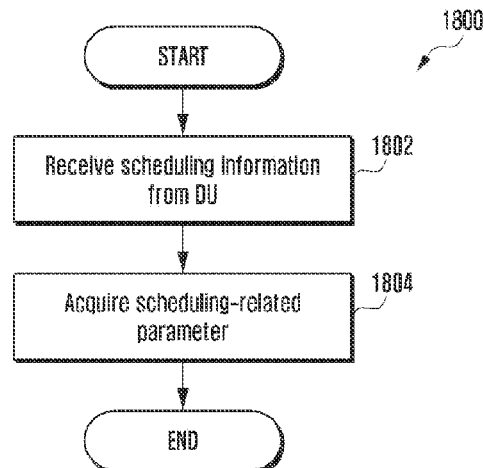 1800
START
1802
Receive scheduling information
from DU
1804
Acquire scheduling-related
parameter
END